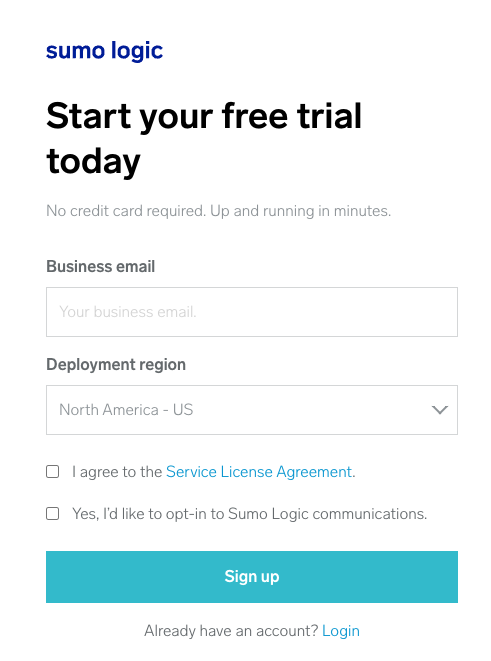 sumo logic
Start your free trial
today
No credit card required. Up and running in minutes.
Business email
Your business email.
Deployment region
North America - US
I agree to the Service License Agreement.
Yes, I'd like to opt-in to Sumo Logic communications.
Sign up
Already have an account? Login